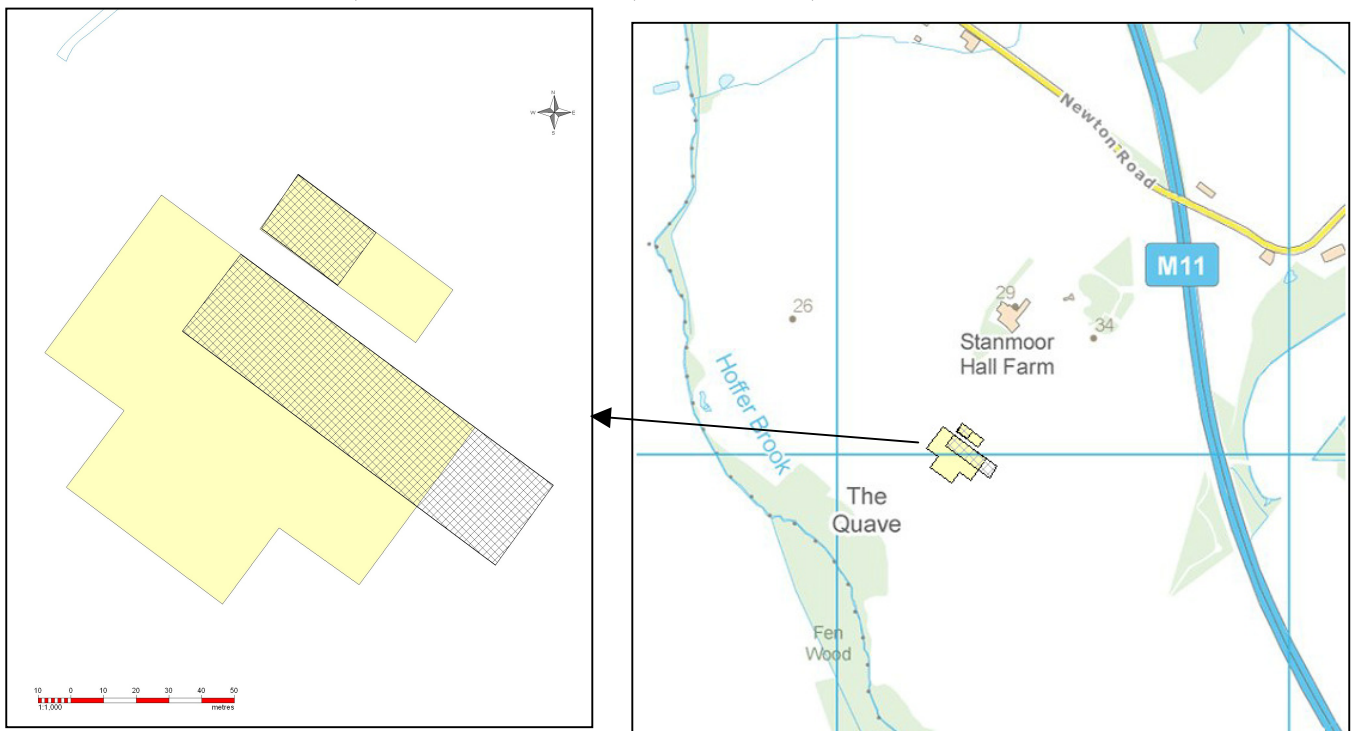 N
W E
S
10 0 10 20 30 40 50
1:1,000 metres
Newton Road
M11
26
29
34
Stanmoor
Hall Farm
Hoffer Brook
The
Quave
Fen
Wood